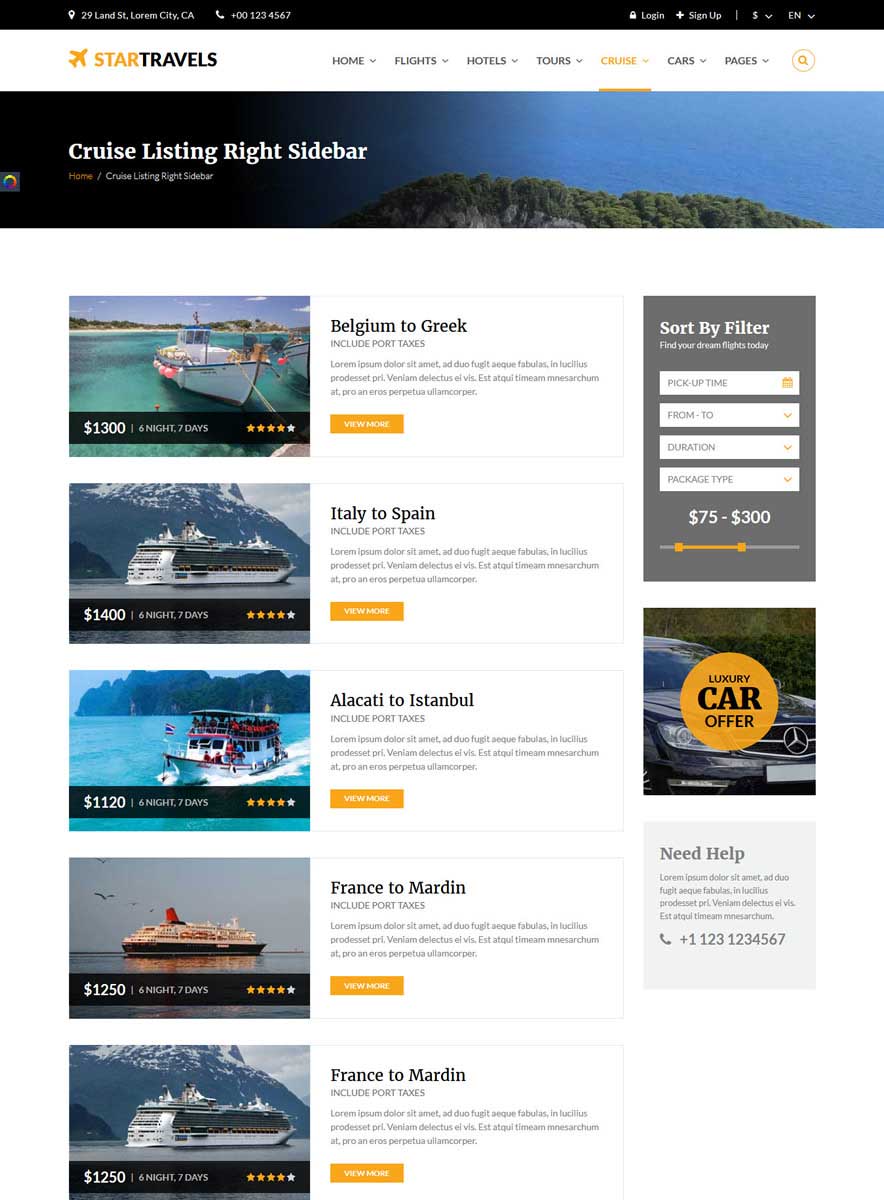 29 Land St, Lorem City, CA +00 123 4567 Login Sign Up | $ EN
STARTRAVELS HOME FLIGHTS HOTELS TOURS CRUISE CARS PAGES
Cruise Listing Right Sidebar
Home / Cruise Listing Right Sidebar
Belgium to Greek
INCLUDE PORT TAXES
Lorem ipsum dolor sit amet, ad duo fugit aeque fabulas, in lucilius
prodesset pri. Veniam delectus ei vis. Est atqui timeam mnesarchum
at, pro an eros perpetua ullamcorper.
VIEW MORE
$1300 | 6 NIGHT, 7 DAYS
Italy to Spain
INCLUDE PORT TAXES
Lorem ipsum dolor sit amet, ad duo fugit aeque fabulas, in lucilius
prodesset pri. Veniam delectus ei vis. Est atqui timeam mnesarchum
at, pro an eros perpetua ullamcorper.
VIEW MORE
$1400 | 6 NIGHT, 7 DAYS
Alacati to Istanbul
INCLUDE PORT TAXES
Lorem ipsum dolor sit amet, ad duo fugit aeque fabulas, in lucilius
prodesset pri. Veniam delectus ei vis. Est atqui timeam mnesarchum
at, pro an eros perpetua ullamcorper.
VIEW MORE
$1120 | 6 NIGHT, 7 DAYS
France to Mardin
INCLUDE PORT TAXES
Lorem ipsum dolor sit amet, ad duo fugit aeque fabulas, in lucilius
prodesset pri. Veniam delectus ei vis. Est atqui timeam mnesarchum
at, pro an eros perpetua ullamcorper.
VIEW MORE
$1250 | 6 NIGHT, 7 DAYS
France to Mardin
INCLUDE PORT TAXES
Lorem ipsum dolor sit amet, ad duo fugit aeque fabulas, in lucilius
prodesset pri. Veniam delectus ei vis. Est atqui timeam mnesarchum
at, pro an eros perpetua ullamcorper.
VIEW MORE
$1250 | 6 NIGHT, 7 DAYS
Sort By Filter
Find your dream flights today
PICK-UP TIME
FROM - TO
DURATION
PACKAGE TYPE
$75 - $300
LUXURY
CAR
OFFER
Need Help
Lorem ipsum dolor sit amet, ad duo
fugit aeque fabulas, in lucilius
prodesset pri. Veniam delectus ei vis.
Est atqui timeam mnesarchum.
+1 123 1234567